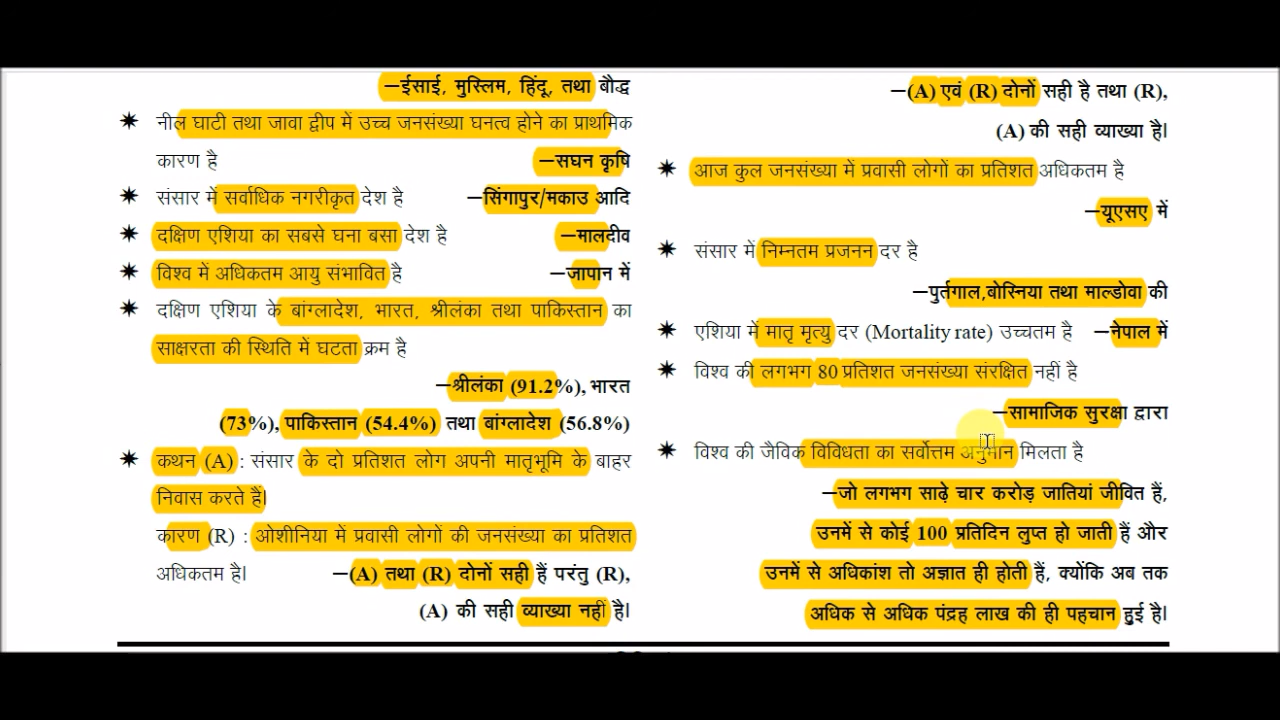 –ईसाई, मुस्लिम, हिंदू, तथा बौद्ध
✷ नील घाटी तथा जावा द्वीप में उच्च जनसंख्या घनत्व होने का प्राथमिक
कारण है –सघन कृषि
✷ संसार में सर्वाधिक नगरीकृत देश है –सिंगापुर/मकाउ आदि
✷ दक्षिण एशिया का सबसे घना बसा देश है –मालदीव
✷ विश्व में अधिकतम आयु संभावित है –जापान में
✷ दक्षिण एशिया के बांग्लादेश, भारत, श्रीलंका तथा पाकिस्तान का
साक्षरता की स्थिति में घटता क्रम है
–श्रीलंका (91.2%), भारत
(73%), पाकिस्तान (54.4%) तथा बांग्लादेश (56.8%)
✷ कथन (A) : संसार के दो प्रतिशत लोग अपनी मातृभूमि के बाहर
निवास करते हैं।
कारण (R) : ओशीनिया में प्रवासी लोगों की जनसंख्या का प्रतिशत
अधिकतम है। –(A) तथा (R) दोनों सही हैं परंतु (R),
(A) की सही व्याख्या नहीं है।
–(A) एवं (R) दोनों सही है तथा (R),
(A) की सही व्याख्या है।
✷ आज कुल जनसंख्या में प्रवासी लोगों का प्रतिशत अधिकतम है
–यूएसए में
✷ संसार में निम्नतम प्रजनन दर है
–पुर्तगाल,बोस्निया तथा माल्डोवा की
✷ एशिया में मातृ मृत्यु दर (Mortality rate) उच्चतम है –नेपाल में
✷ विश्व की लगभग 80 प्रतिशत जनसंख्या संरक्षित नहीं है
–सामाजिक सुरक्षा द्वारा
विश्व की जैविक विविधता का सर्वोत्तम अनुमान मिलता है
–जो लगभग साढ़े चार करोड़ जातियां जीवित हैं,
उनमें से कोई 100 प्रतिदिन लुप्त हो जाती हैं और
उनमें से अधिकांश तो अज्ञात ही होती हैं, क्योंकि अब तक
अधिक से अधिक पंद्रह लाख की ही पहचान हुई है।